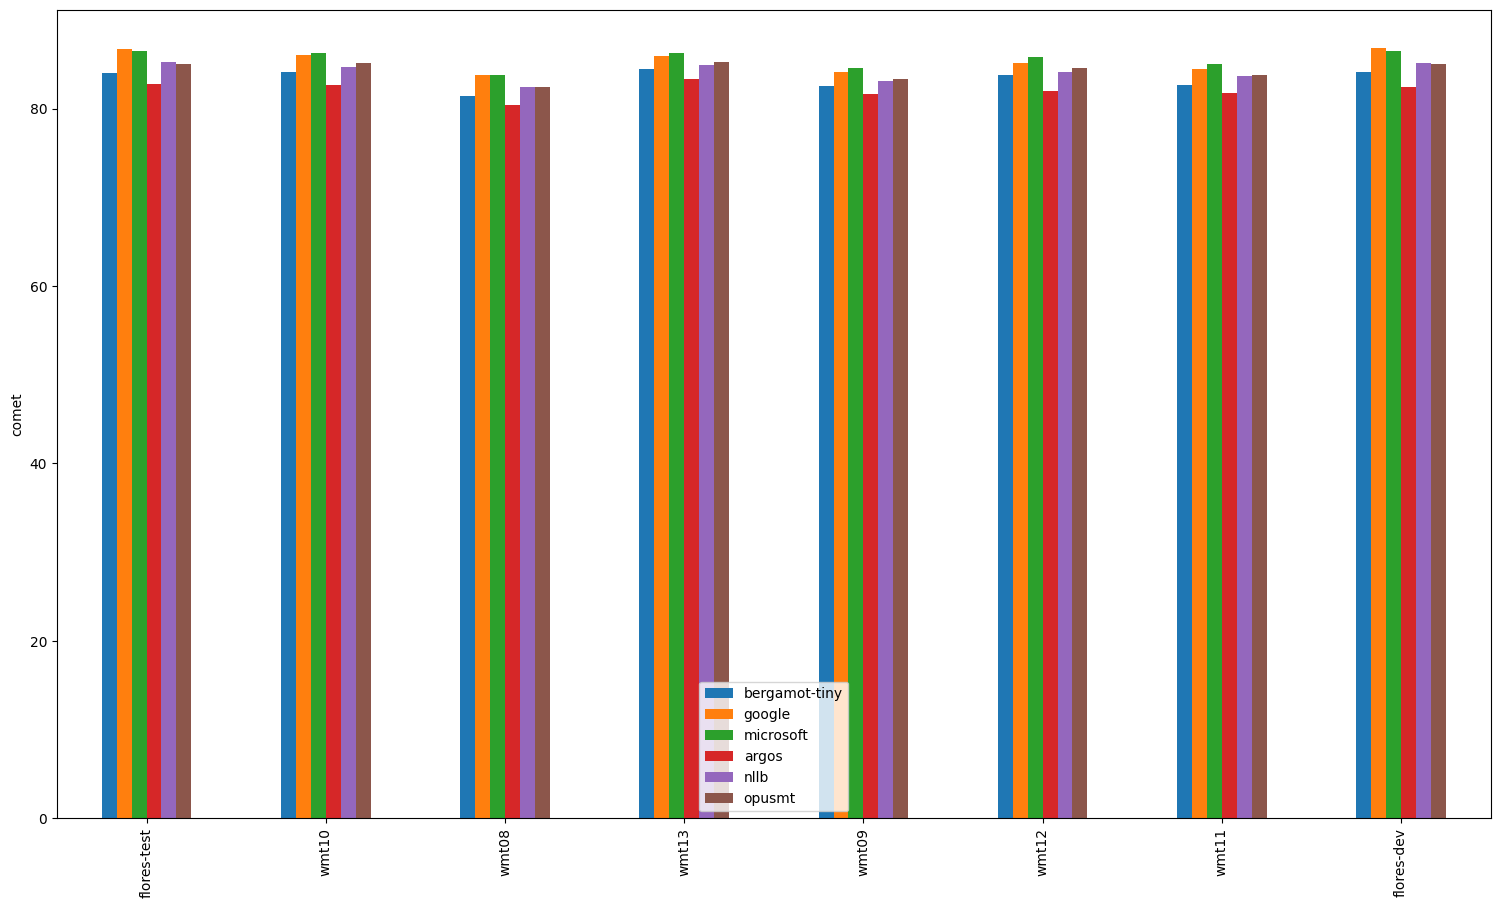 comet
80
60
40
20
0
bergamot-tiny
google
microsoft
argos
nllb
opusmt
flores-test
wmt10
wmt08
wmt13
wmt09
wmt12
wmt11
flores-dev